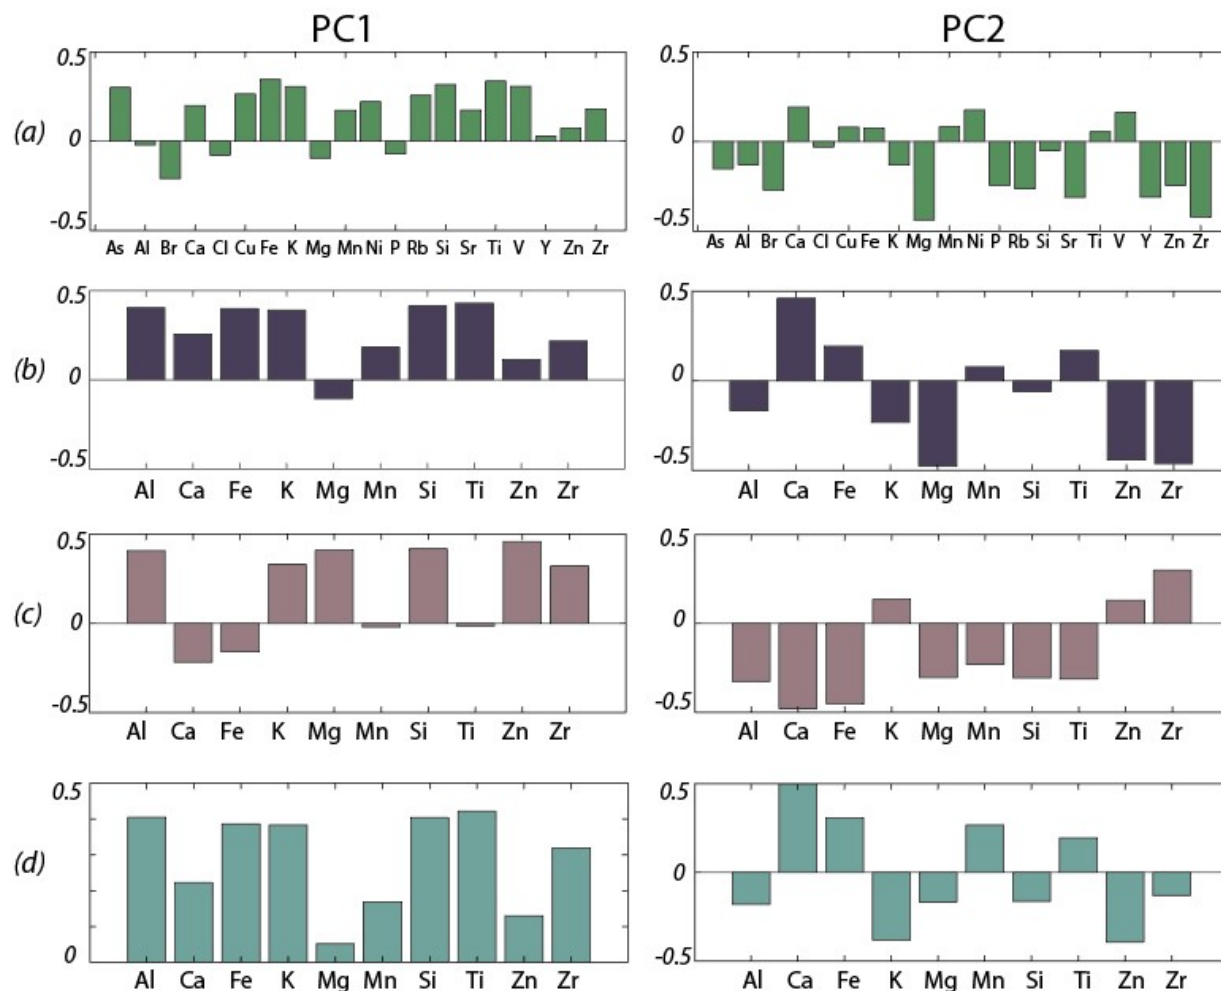 PC1 PC2
0.5 0.5
(a) 0 0
-0.5 -0.5
As Al Br Ca Cl Cu Fe K Mg Mn Ni P Rb Si Sr Ti V Y Zn Zr As Al Br Ca Cl Cu Fe K Mg Mn Ni P Rb Si Sr Ti V Y Zn Zr
0.5 0.5
(b) 0 0
-0.5 -0.5
Al Ca Fe K Mg Mn Si Ti Zn Zr Al Ca Fe K Mg Mn Si Ti Zn Zr
0.5 0.5
(c) 0 0
-0.5 -0.5
Al Ca Fe K Mg Mn Si Ti Zn Zr Al Ca Fe K Mg Mn Si Ti Zn Zr
0.5 0.5
(d) 0
0 -0.5
Al Ca Fe K Mg Mn Si Ti Zn Zr Al Ca Fe K Mg Mn Si Ti Zn Zr